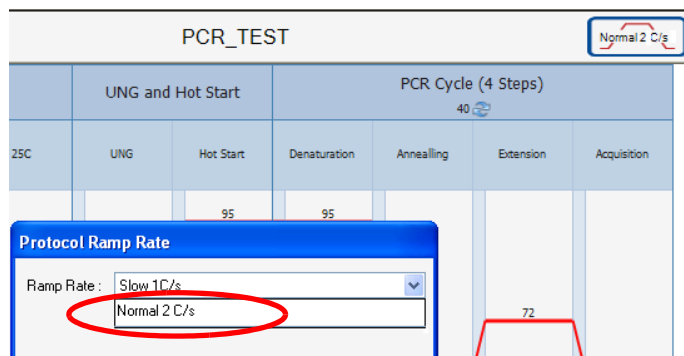 PCR_TEST
Normal 2 C/s
UNG and Hot Start
PCR Cycle (4 Steps)
40
25C
UNG
Hot Start
Denaturation
Annealling
Extension
Acquisition
95
95
Protocol Ramp Rate
Ramp Rate : Slow 1C/s
Normal 2 C/s
72